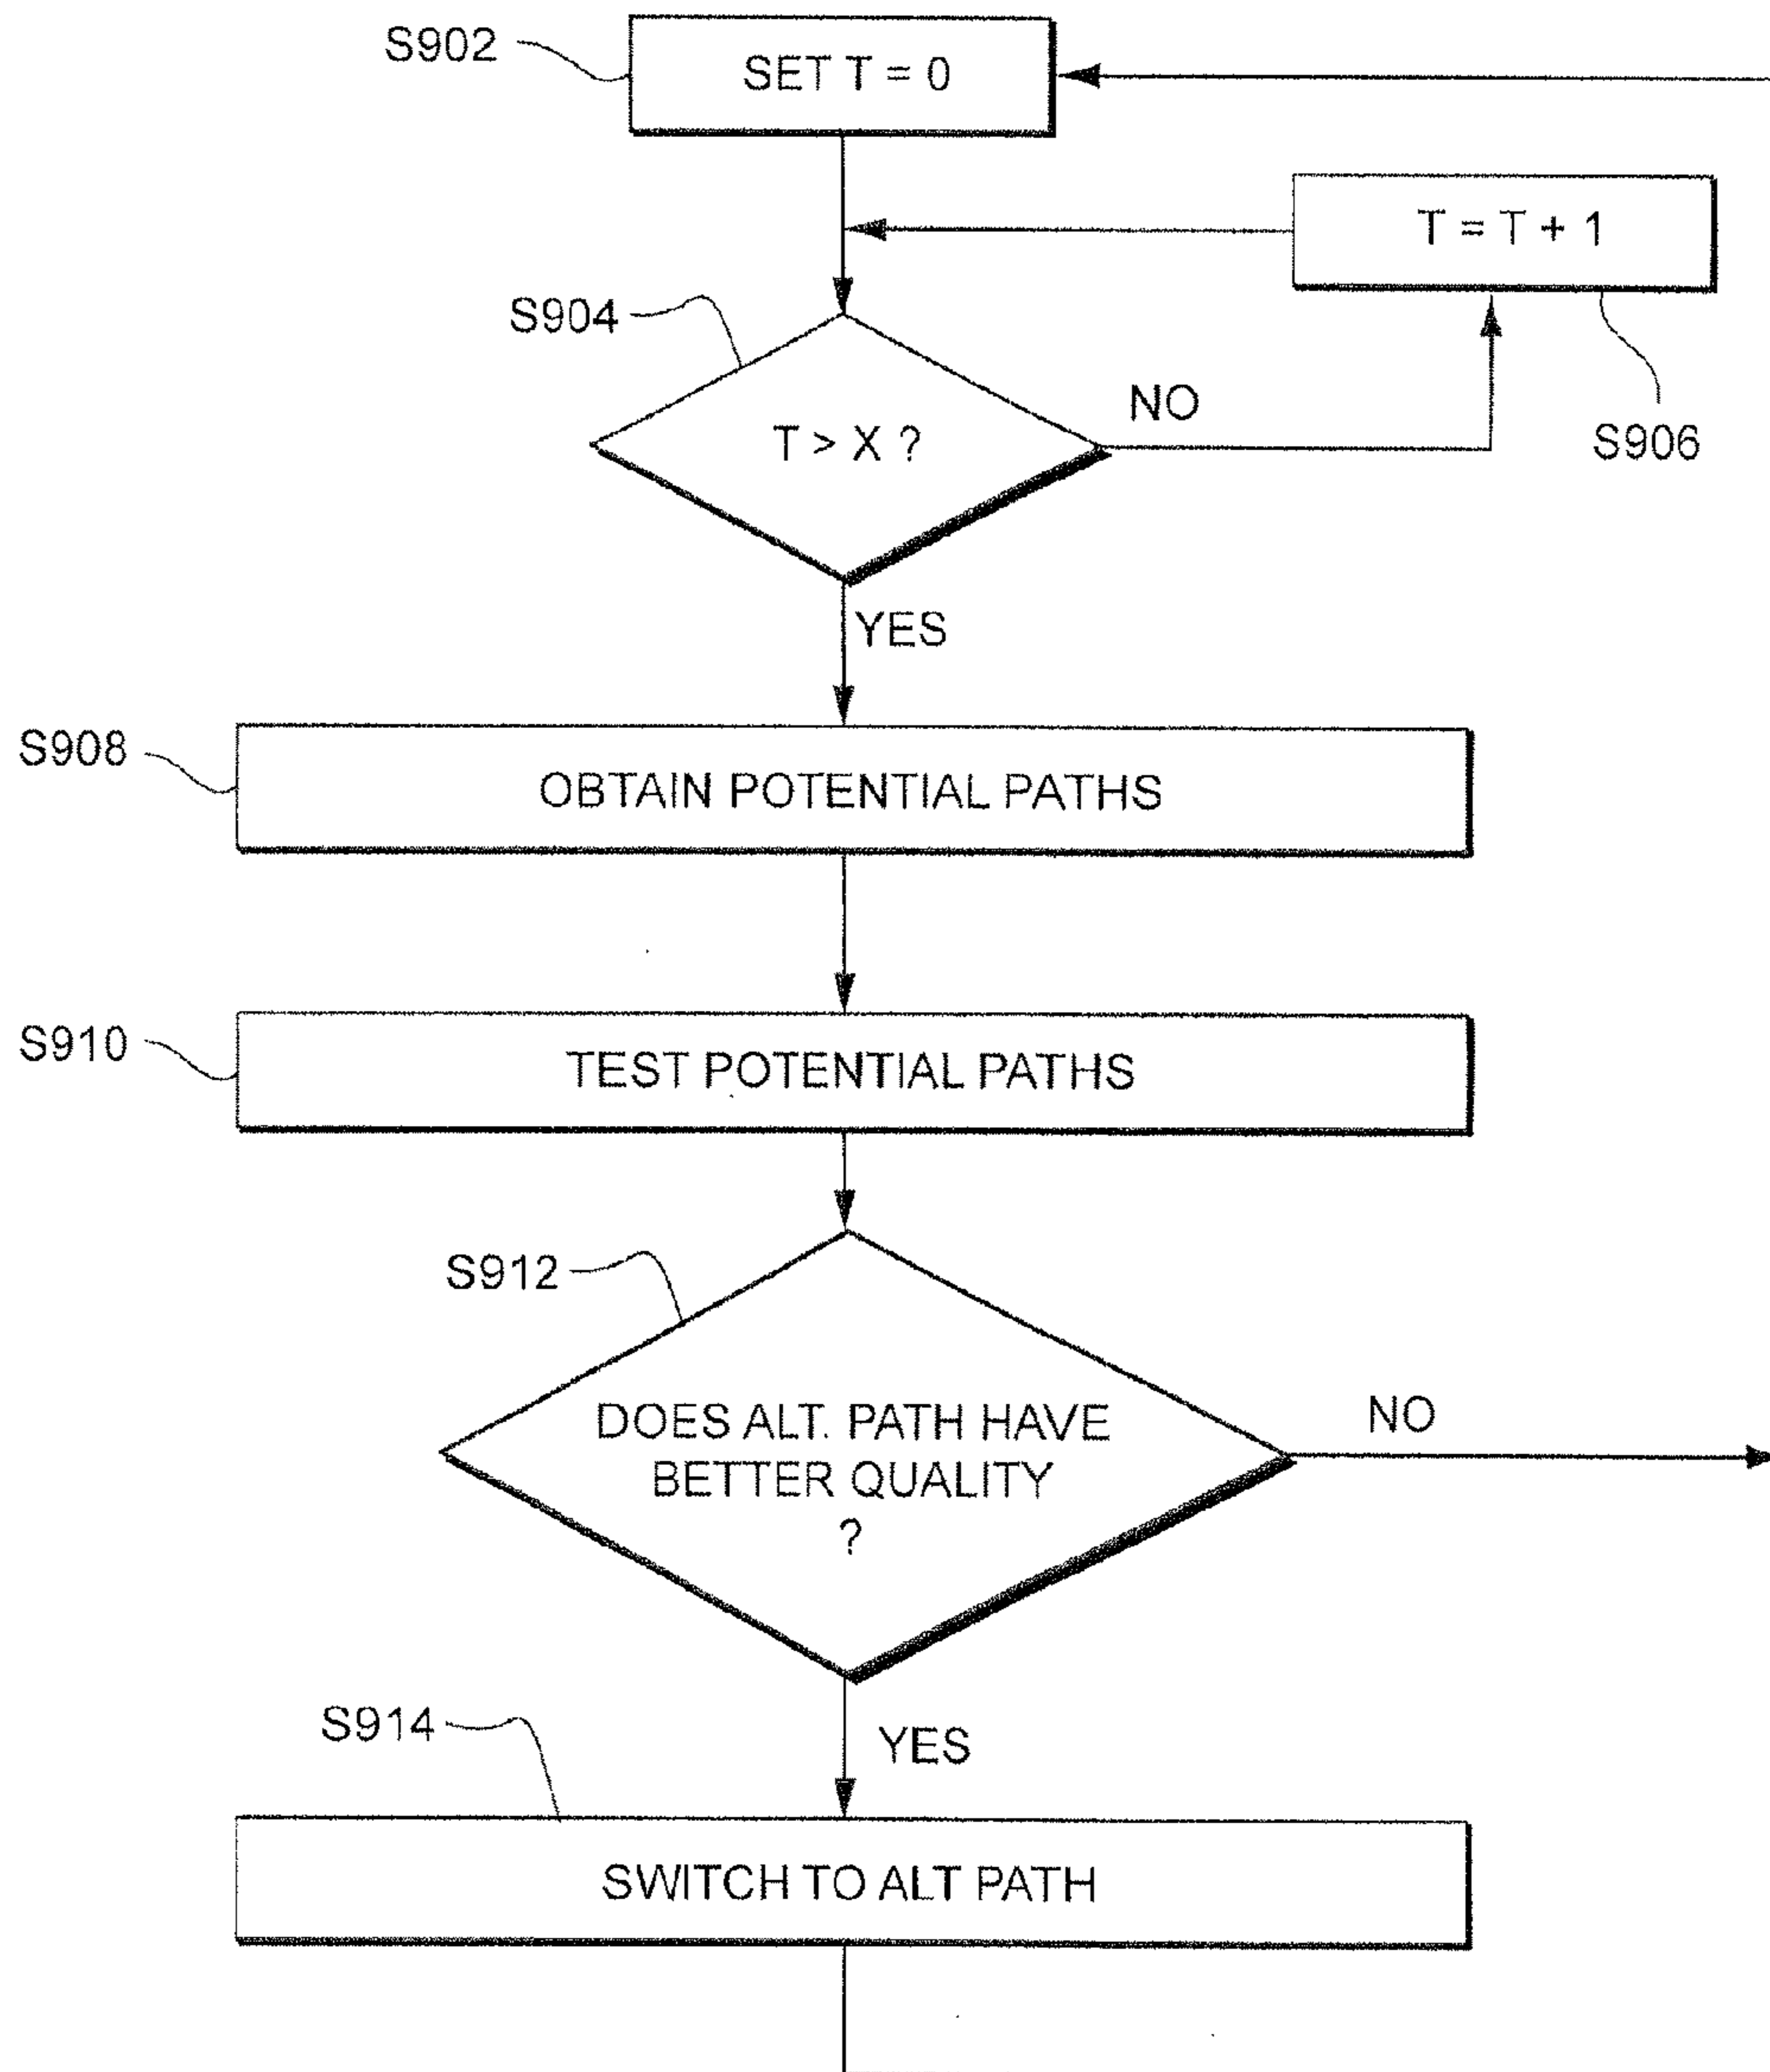 S902
SET T = 0
T = T + 1
S904
T > X ?
NO
S906
YES
S908
OBTAIN POTENTIAL PATHS
S910
TEST POTENTIAL PATHS
S912
DOES ALT. PATH HAVE
BETTER QUALITY
?
NO
S914
YES
SWITCH TO ALT PATH